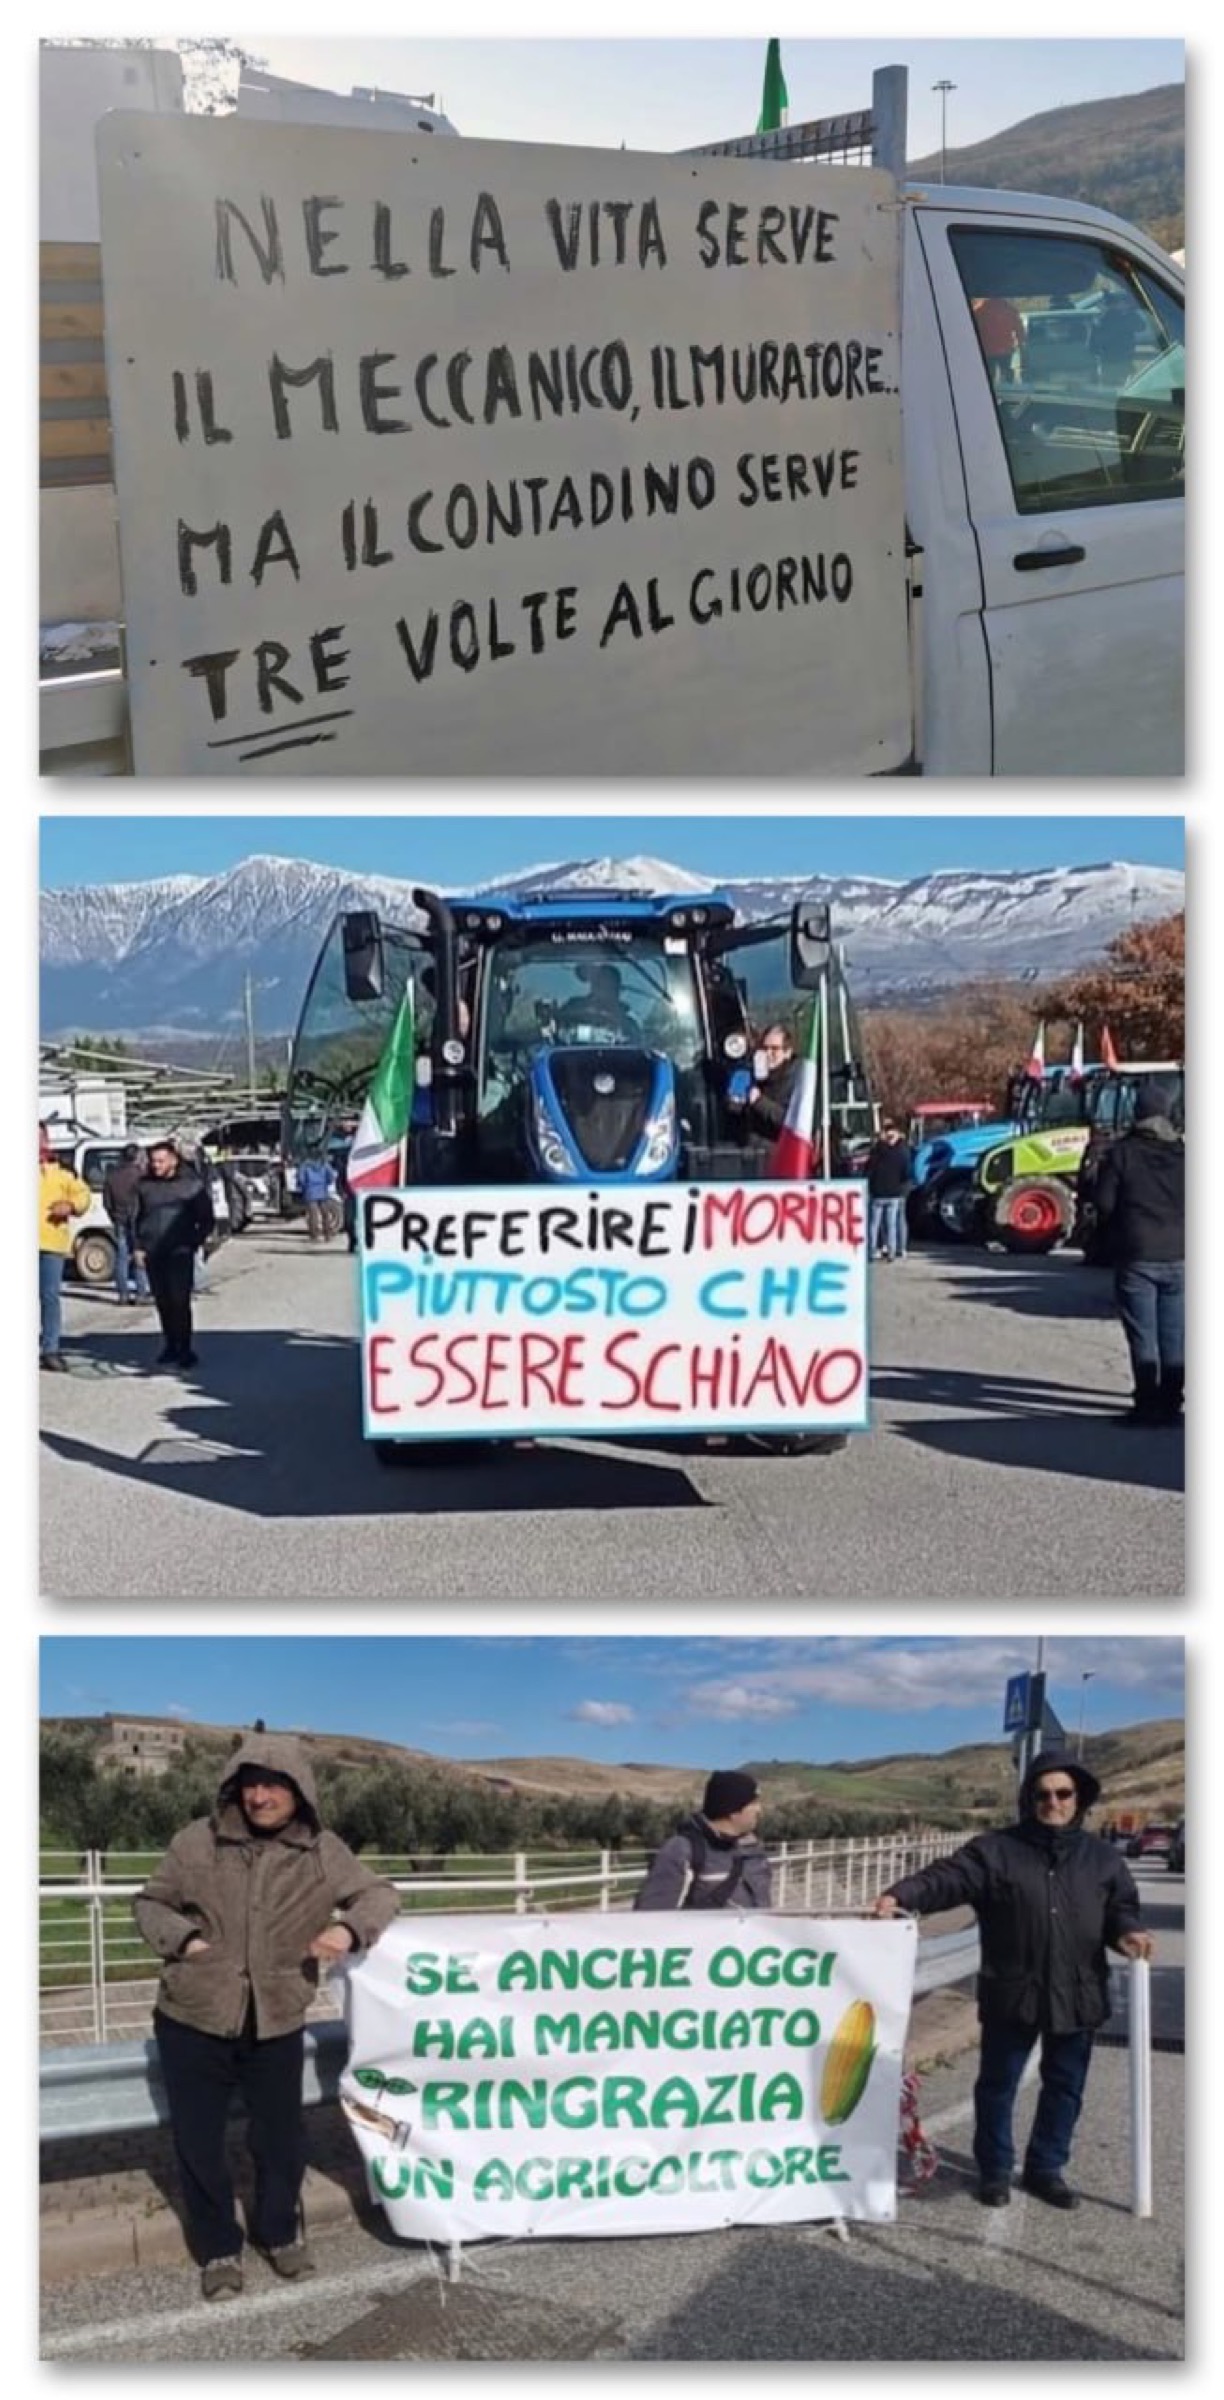 NELLA VITA SERVE
IL MECCANICO, IL MURATORE..
MA IL CONTADINO SERVE
TRE VOLTE AL GIORNO
PREFERIREI MORIRE
PIUTTOSTO CHE
ESSERE SCHIAVO
SE ANCHE OGGI
HAI MANGIATO
RINGRAZIA
UN AGRICOLTORE